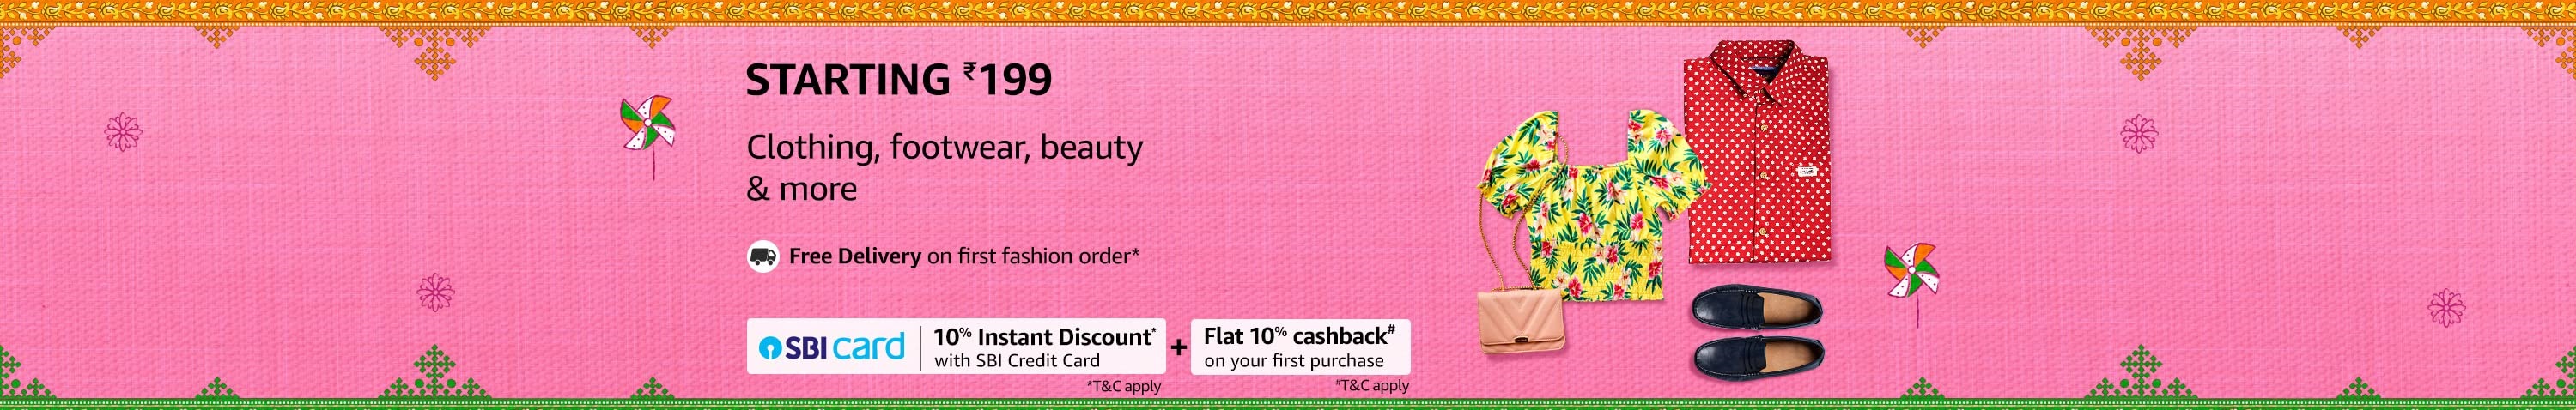 STARTING ₹199
Clothing, footwear, beauty
& more
Free Delivery on first fashion order*
SBI card
10% Instant Discount*
with SBI Credit Card
+
Flat 10% cashback#
on your first purchase
*T&C apply
#T&C apply